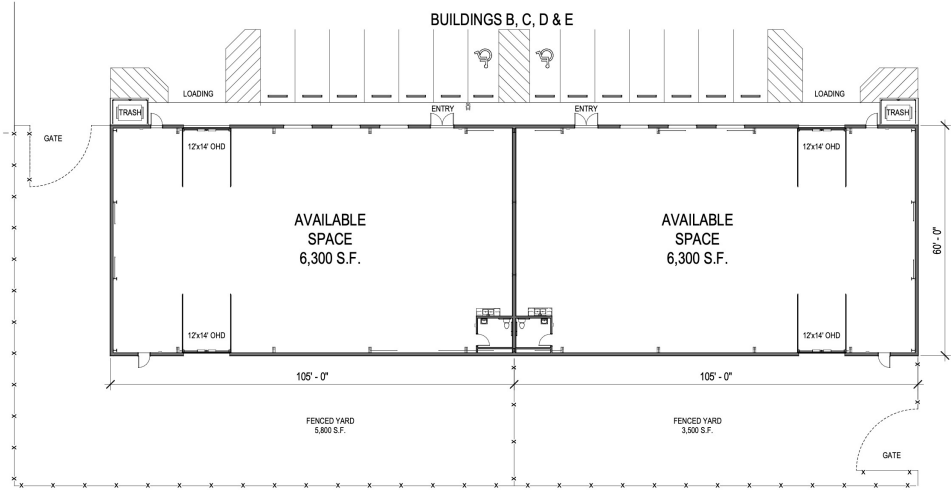 BUILDINGS B, C, D & E
LOADING
LOADING
TRASH
ENTRY
ENTRY
TRASH
GATE
12'x14' OHD
12'x14' OHD
AVAILABLE
SPACE
6,300 S.F.
AVAILABLE
SPACE
6,300 S.F.
60' - 0"
12'x14' OHD
12'x14' OHD
105' - 0"
105' - 0"
FENCED YARD
5,800 S.F.
FENCED YARD
3,500 S.F.
GATE